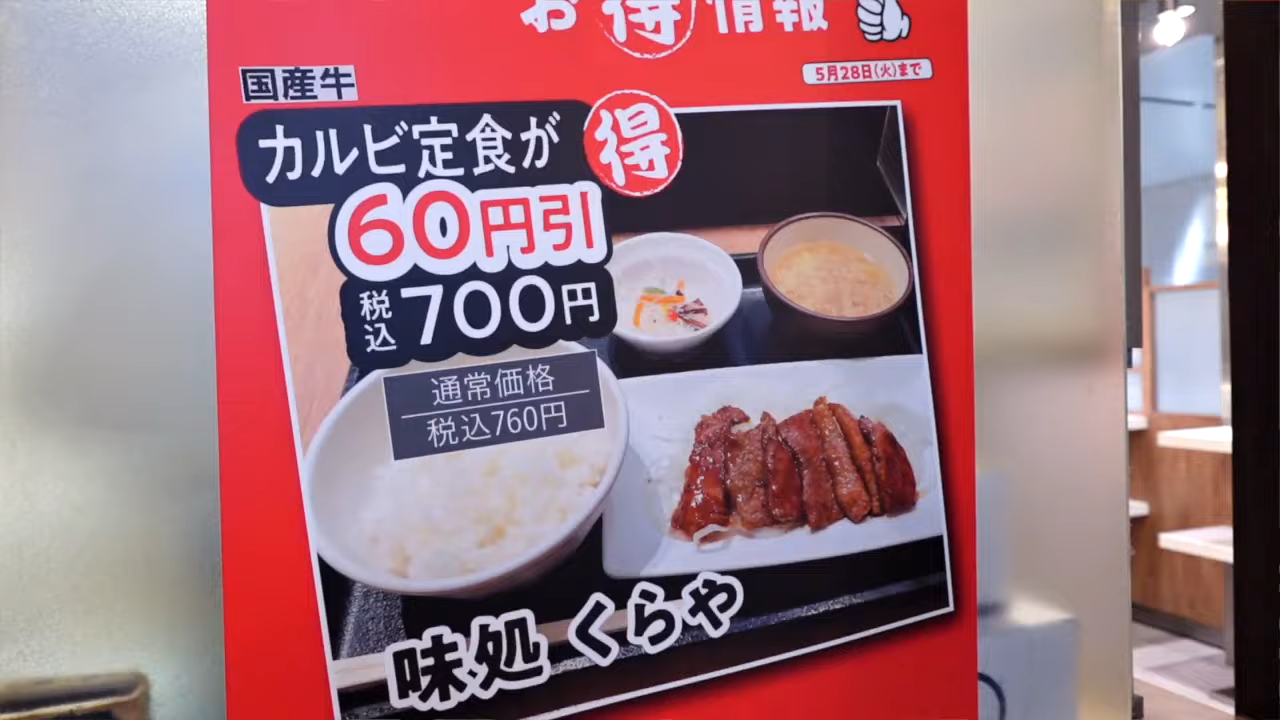 お得情報
5月28日(火)まで
国産牛
カルビ定食が
得
60円引
税込700円
通常価格
税込760円
味処 くらや